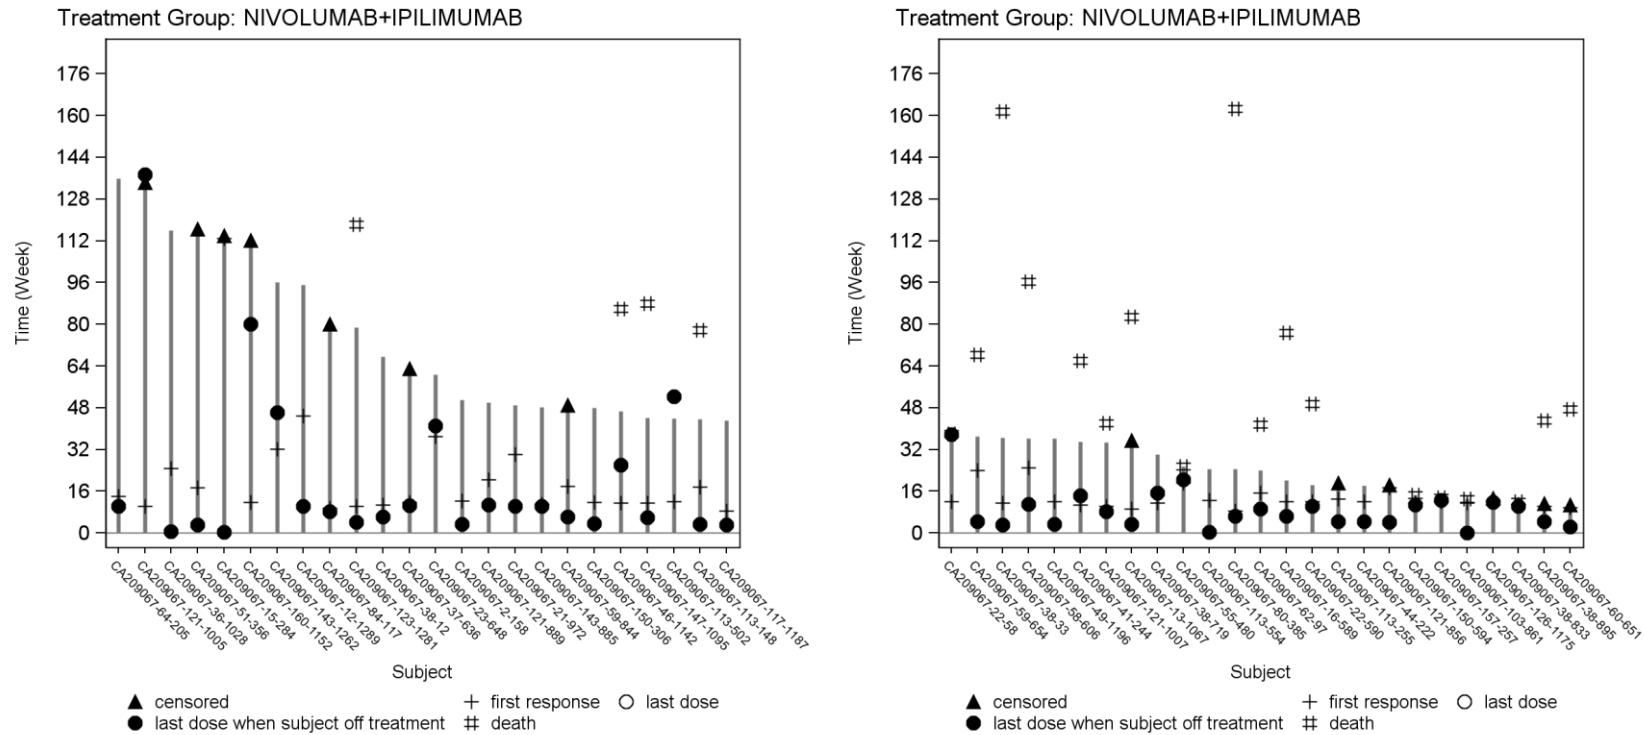 Treatment Group: NIVOLUMAB+IPILIMUMAB
176
160
144
128
112
96
80
64
48
32
16
0
Time (Week)
CA209067-64-205
CA209067-121-1005
CA209067-36-1028
CA209067-51-356
CA209067-15-284
CA209067-160-1152
CA209067-143-1262
CA209067-12-1289
CA209067-84-117
CA209067-123-1281
CA209067-38-12
CA209067-37-636
CA209067-23-648
CA209067-2-158
CA209067-121-889
CA209067-21-972
CA209067-143-885
CA209067-59-844
CA209067-150-306
CA209067-46-1142
CA209067-147-1095
CA209067-113-502
CA209067-113-148
CA209067-117-1187
Subject
censored
first response
last dose
last dose when subject off treatment
death
Treatment Group: NIVOLUMAB+IPILIMUMAB
176
160
144
128
112
96
80
64
48
32
16
0
Time (Week)
CA209067-22-58
CA209067-59-654
CA209067-38-33
CA209067-58-606
CA209067-49-1196
CA209067-41-244
CA209067-121-1007
CA209067-13-1067
CA209067-38-719
CA209067-55-480
CA209067-113-554
CA209067-80-385
CA209067-62-97
CA209067-16-589
CA209067-22-590
CA209067-113-255
CA209067-44-222
CA209067-121-856
CA209067-150-594
CA209067-157-257
CA209067-103-861
CA209067-126-1175
CA209067-38-833
CA209067-38-895
CA209067-60-651
Subject
censored
first response
last dose
last dose when subject off treatment
death